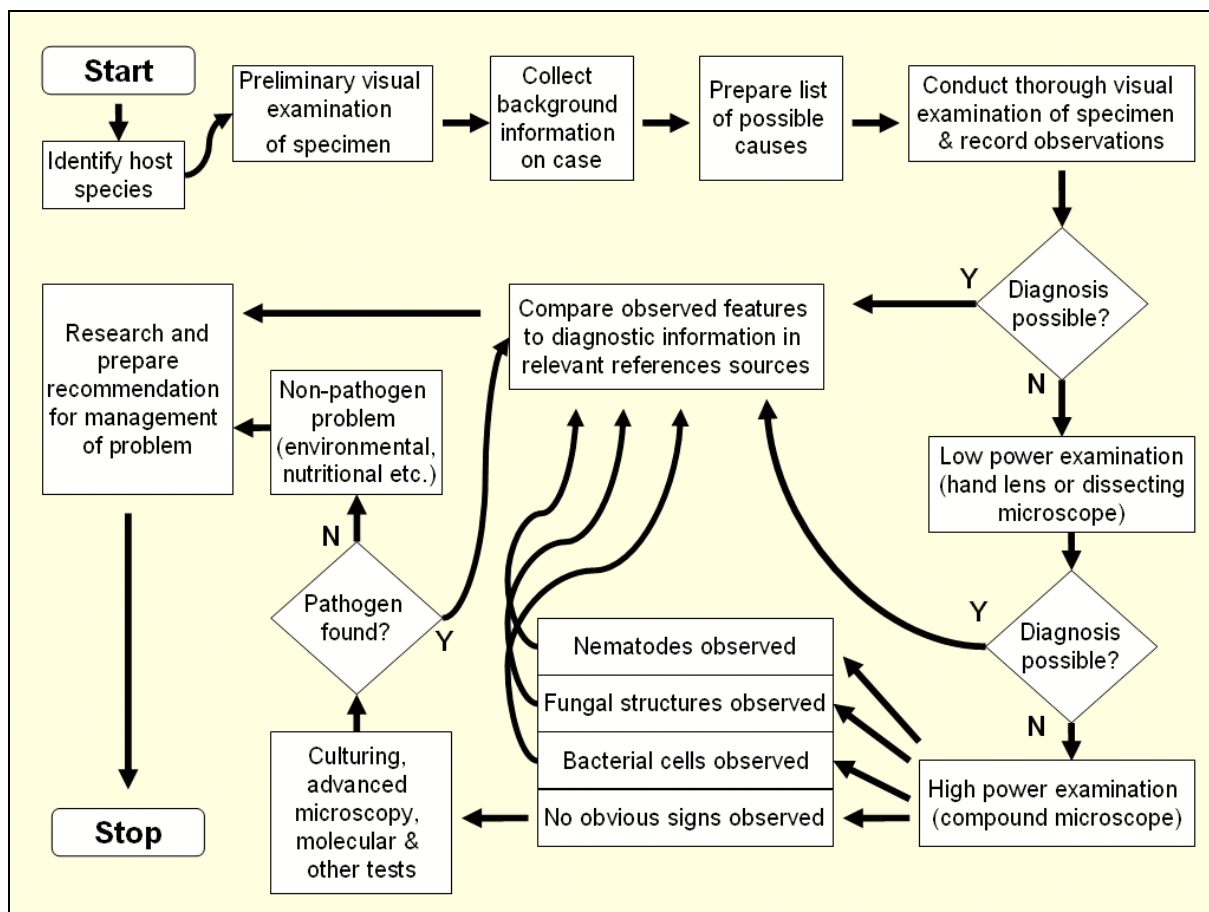 Start
Identify host
species
Preliminary visual
examination
of specimen
Collect
background
information
on case
Prepare list
of possible
causes
Conduct thorough visual
examination of specimen
& record observations
Diagnosis
possible?
Y
N
Compare observed features
to diagnostic information in
relevant references sources
Research and
prepare
recommendation
for management
of problem
Non-pathogen
problem
(environmental,
nutritional etc.)
Low power examination
(hand lens or dissecting
microscope)
N
Pathogen
found?
Y
Y
Diagnosis
possible?
N
Nematodes observed
Fungal structures observed
Bacterial cells observed
No obvious signs observed
High power examination
(compound microscope)
Culturing,
advanced
microscopy,
molecular &
other tests
Stop